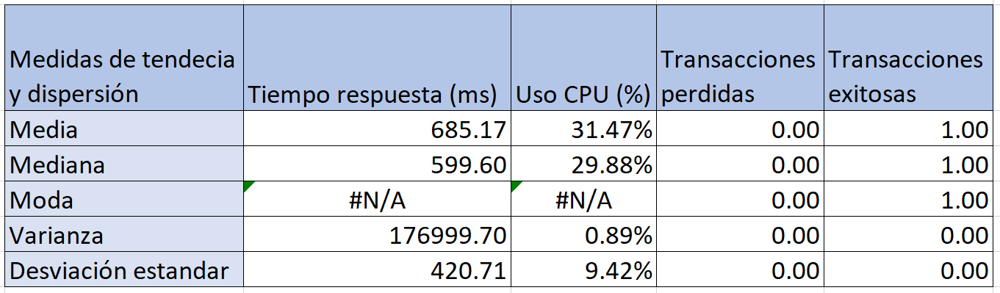 Medidas de tendecia
y dispersión
Tiempo respuesta (ms)
Uso CPU (%)
Transacciones
perdidas
Transacciones
exitosas
Media 685.17 31.47% 0.00 1.00
Mediana 599.60 29.88% 0.00 1.00
Moda #N/A #N/A 0.00 1.00
Varianza 176999.70 0.89% 0.00 0.00
Desviación estandar 420.71 9.42% 0.00 0.00